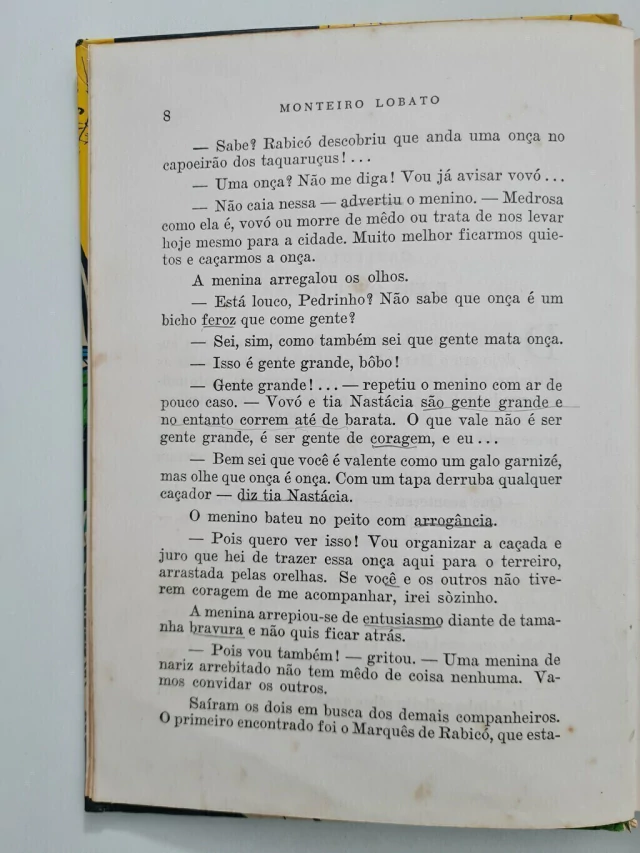 8
MONTEIRO LOBATO
— Sabe? Rabicó descobriu que anda uma onça no
capoeirão dos taquaruçus!...
— Uma onça? Não me diga! Vou já avisar vovó...
— Não caia nessa — advertiu o menino. — Medrosa
como ela é, vovó ou morre de mêdo ou trata de nos levar
hoje mesmo para a cidade. Muito melhor ficarmos quie-
tos e caçarmos a onça.
A menina arregalou os olhos.
— Está louco, Pedrinho? Não sabe que onça é um
bicho feroz que come gente?
— Sei, sim, como também sei que gente mata onça.
— Isso é gente grande, bôbo!
— Gente grande!... — repetiu o menino com ar de
pouco caso. — Vovó e tia Nastácia são gente grande e
no entanto correm até de barata. O que vale não é ser
gente grande, é ser gente de coragem, e eu...
— Bem sei que você é valente como um galo garnizé,
mas olhe que onça é onça. Com um tapa derruba qualquer
caçador — diz tia Nastácia.
O menino bateu no peito com arrogância.
— Pois quero ver isso! Vou organizar a caçada e
juro que hei de trazer essa onça aqui para o terreiro,
arrastada pelas orelhas. Se você e os outros não tive-
rem coragem de me acompanhar, irei sòzinho.
A menina arrepiou-se de entusiasmo diante de tama-
nha bravura e não quis ficar atrás.
— Pois vou também! — gritou. — Uma menina de
nariz arrebitado não tem mêdo de coisa nenhuma. Va-
mos convidar os outros.
Saíram os dois em busca dos demais companheiros.
O primeiro encontrado foi o Marquês de Rabicó, que esta-